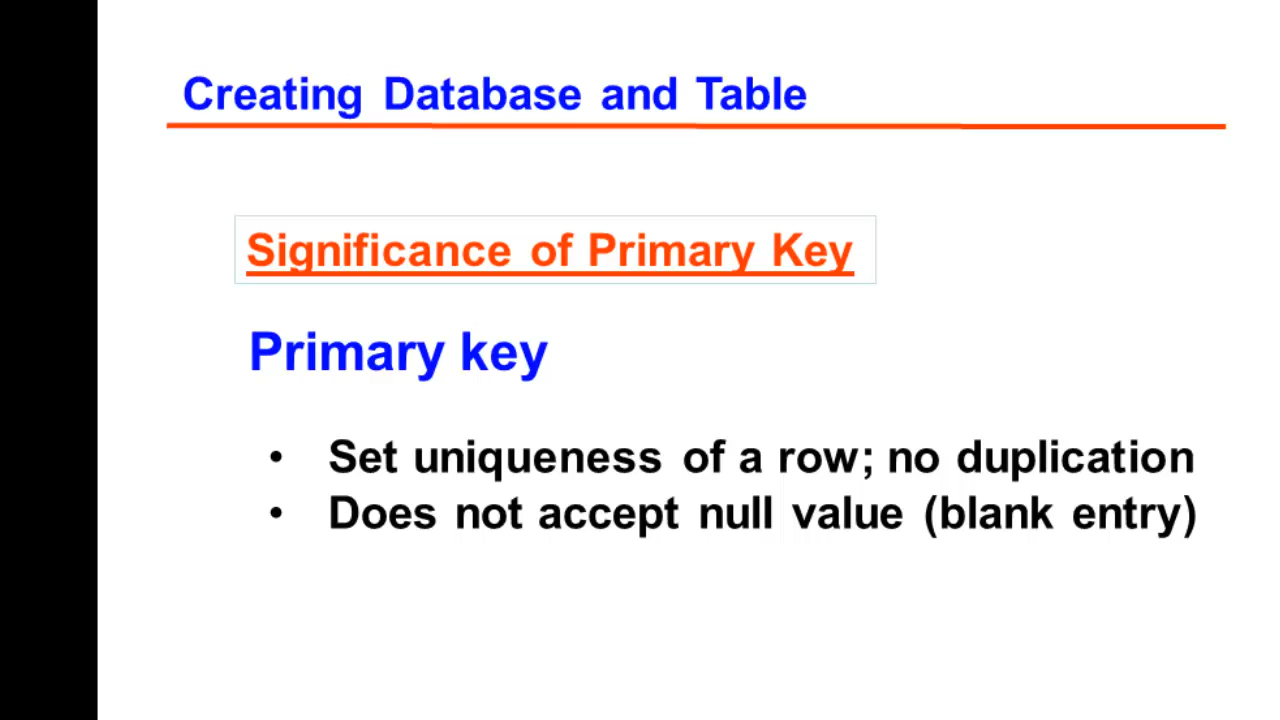 Creating Database and Table
Significance of Primary Key
Primary key
• Set uniqueness of a row; no duplication
• Does not accept null value (blank entry)